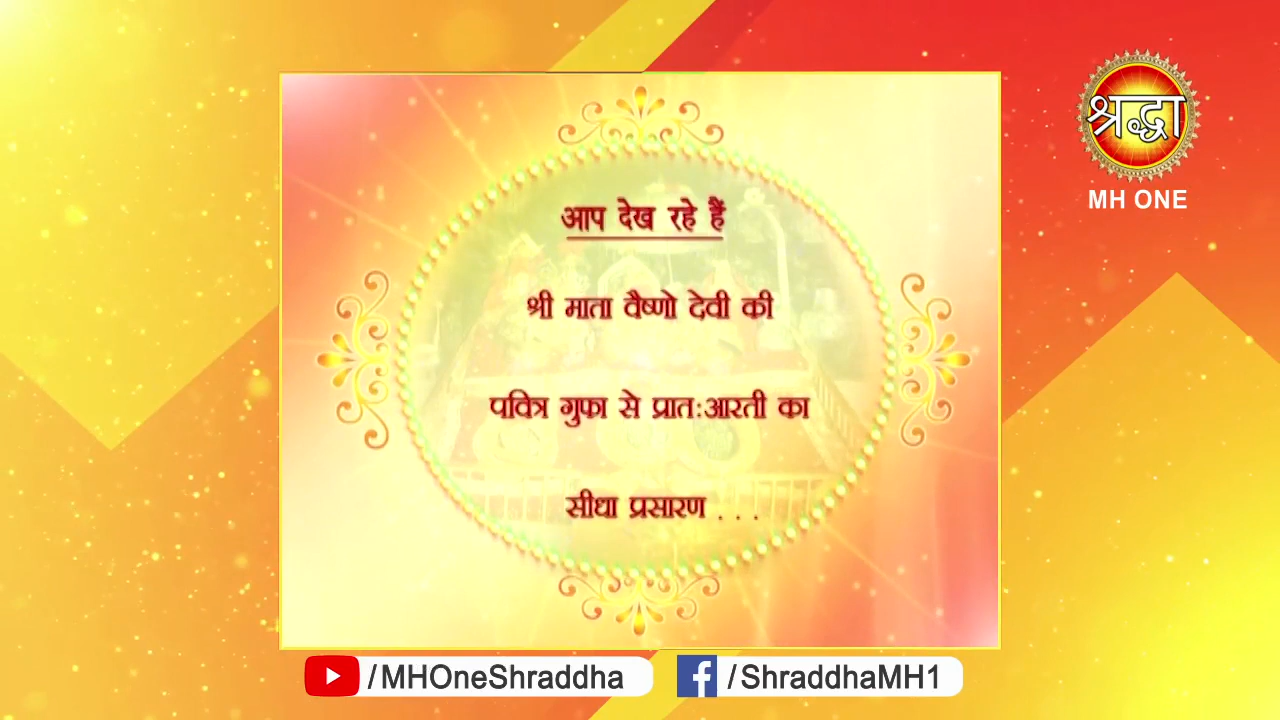 आप देख रहे हैं
श्री माता वैष्णो देवी की
पवित्र गुफा से प्रातःआरती का
सीधा प्रसारण . . .
श्रद्धा
MH ONE
/MHOneShraddha
/ShraddhaMH1